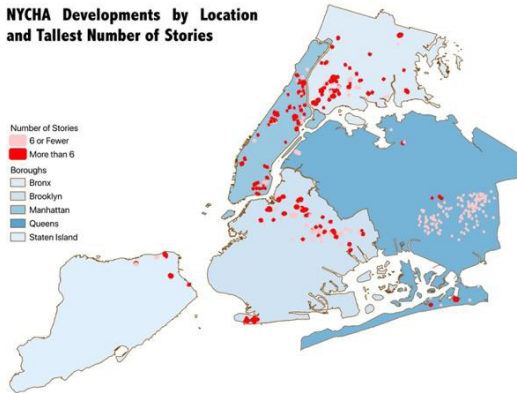 NYCHA Developments by Location
and Tallest Number of Stories
Number of Stories
6 or Fewer
More than 6
Boroughs
Bronx
Brooklyn
Manhattan
Queens
Staten Island